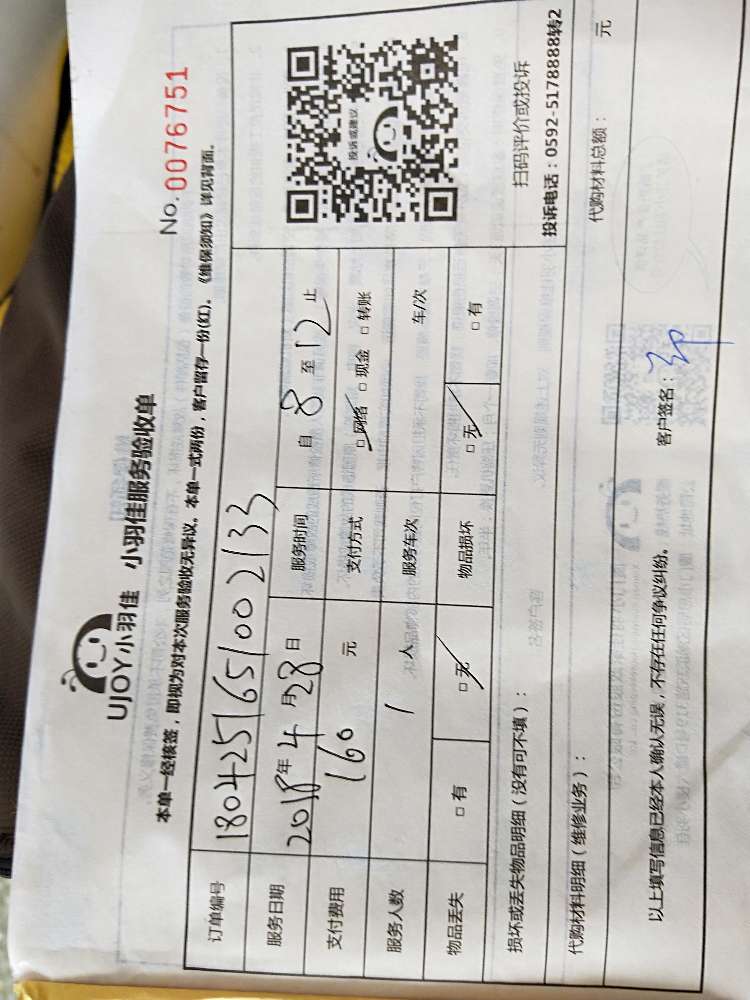 UJOY小羽佳 小羽佳服务验收单
No. 0076751
本单一经核签，即视为对本次服务验收无异议。本单一式两份，客户留存一份(红)。《维保须知》详见背面。
订单编号 1804251651002133
服务日期 2018年4月28日 服务时间 自8至12止
支付费用 160元 支付方式 □网络 □现金 □转账
服务人数 1人 服务车次 车/次
物品丢失 □有 □无 物品损坏 □无 □有
投诉或建议
扫码评价或投诉
投诉电话：0592-5178888转2
损坏或丢失物品明细（没有可不填）：
代购材料明细（维修业务）： 代购材料总额： 元
以上填写信息已经本人确认无误，不存在任何争议纠纷。 客户签名：